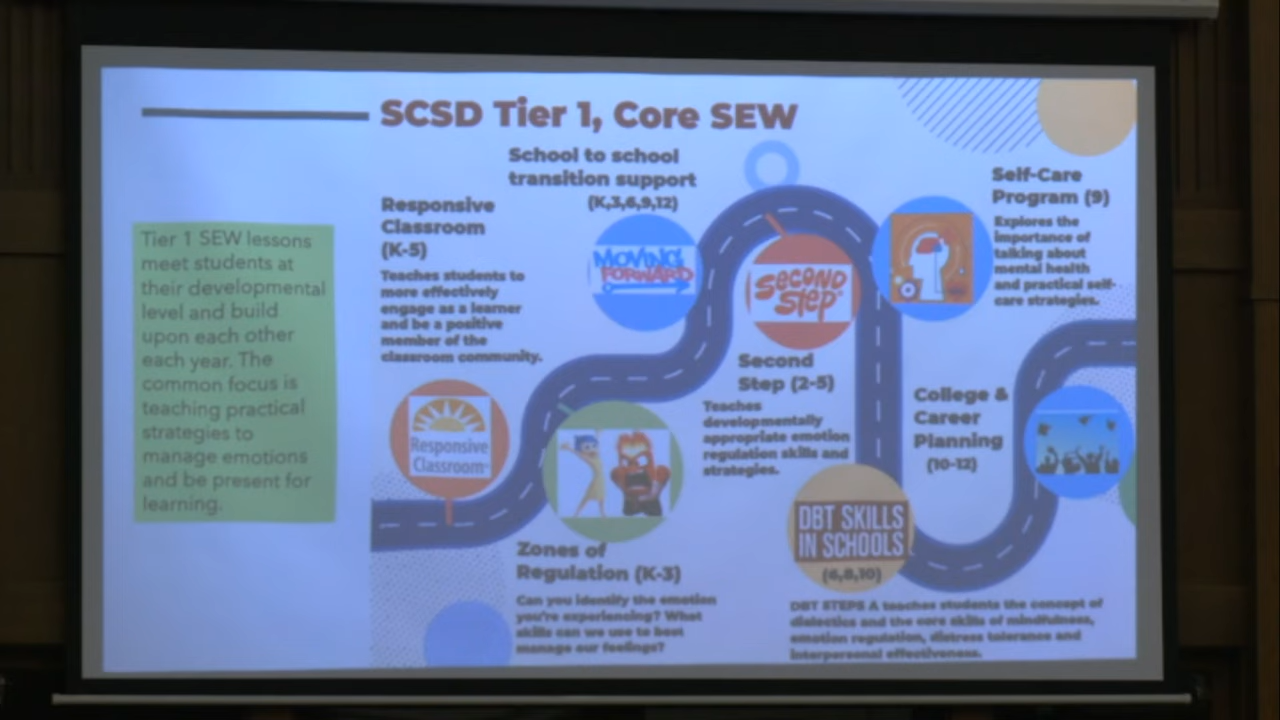 SCSD Tier 1, Core SEW
Tier 1 SEW lessons
meet students at
their developmental
level and build
upon each other
each year. The
common focus is
teaching practical
strategies to
manage emotions
and be present for
learning.
Responsive
Classroom
(K-5)
Teaches students to
more effectively
engage as a learner
and be a positive
member of the
classroom community.
Responsive
Classroom
School to school
transition support
(K,3,6,9,12)
MOVING
FORWARD
Zones of
Regulation (K-3)
Can you identify the emotion
you're experiencing? What
skills can we use to best
manage our feelings?
SECOND
STEP
Second
Step (2-5)
Teaches
developmentally
appropriate emotion
regulation skills and
strategies.
DBT SKILLS
IN SCHOOLS
(6,8,10)
DBT STEPS A teaches students the concept of
dialectics and the core skills of mindfulness,
emotion regulation, distress tolerance and
interpersonal effectiveness.
Self-Care
Program (9)
Explores the
importance of
talking about
mental health
and practical self-
care strategies.
College &
Career
Planning
(10-12)